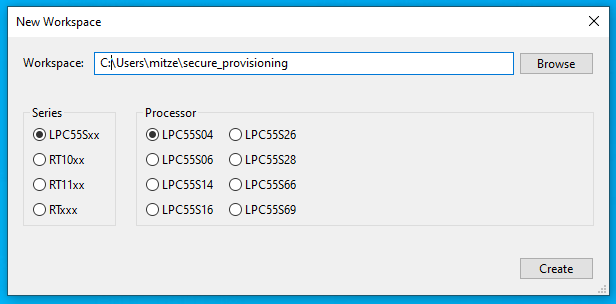 New Workspace
Workspace: C:\Users\mitze\secure_provisioning Browse
Series Processor
LPC55Sxx LPC55S04 LPC55S26
RT10xx LPC55S06 LPC55S28
RT11xx LPC55S14 LPC55S66
RTxxx LPC55S16 LPC55S69
Create